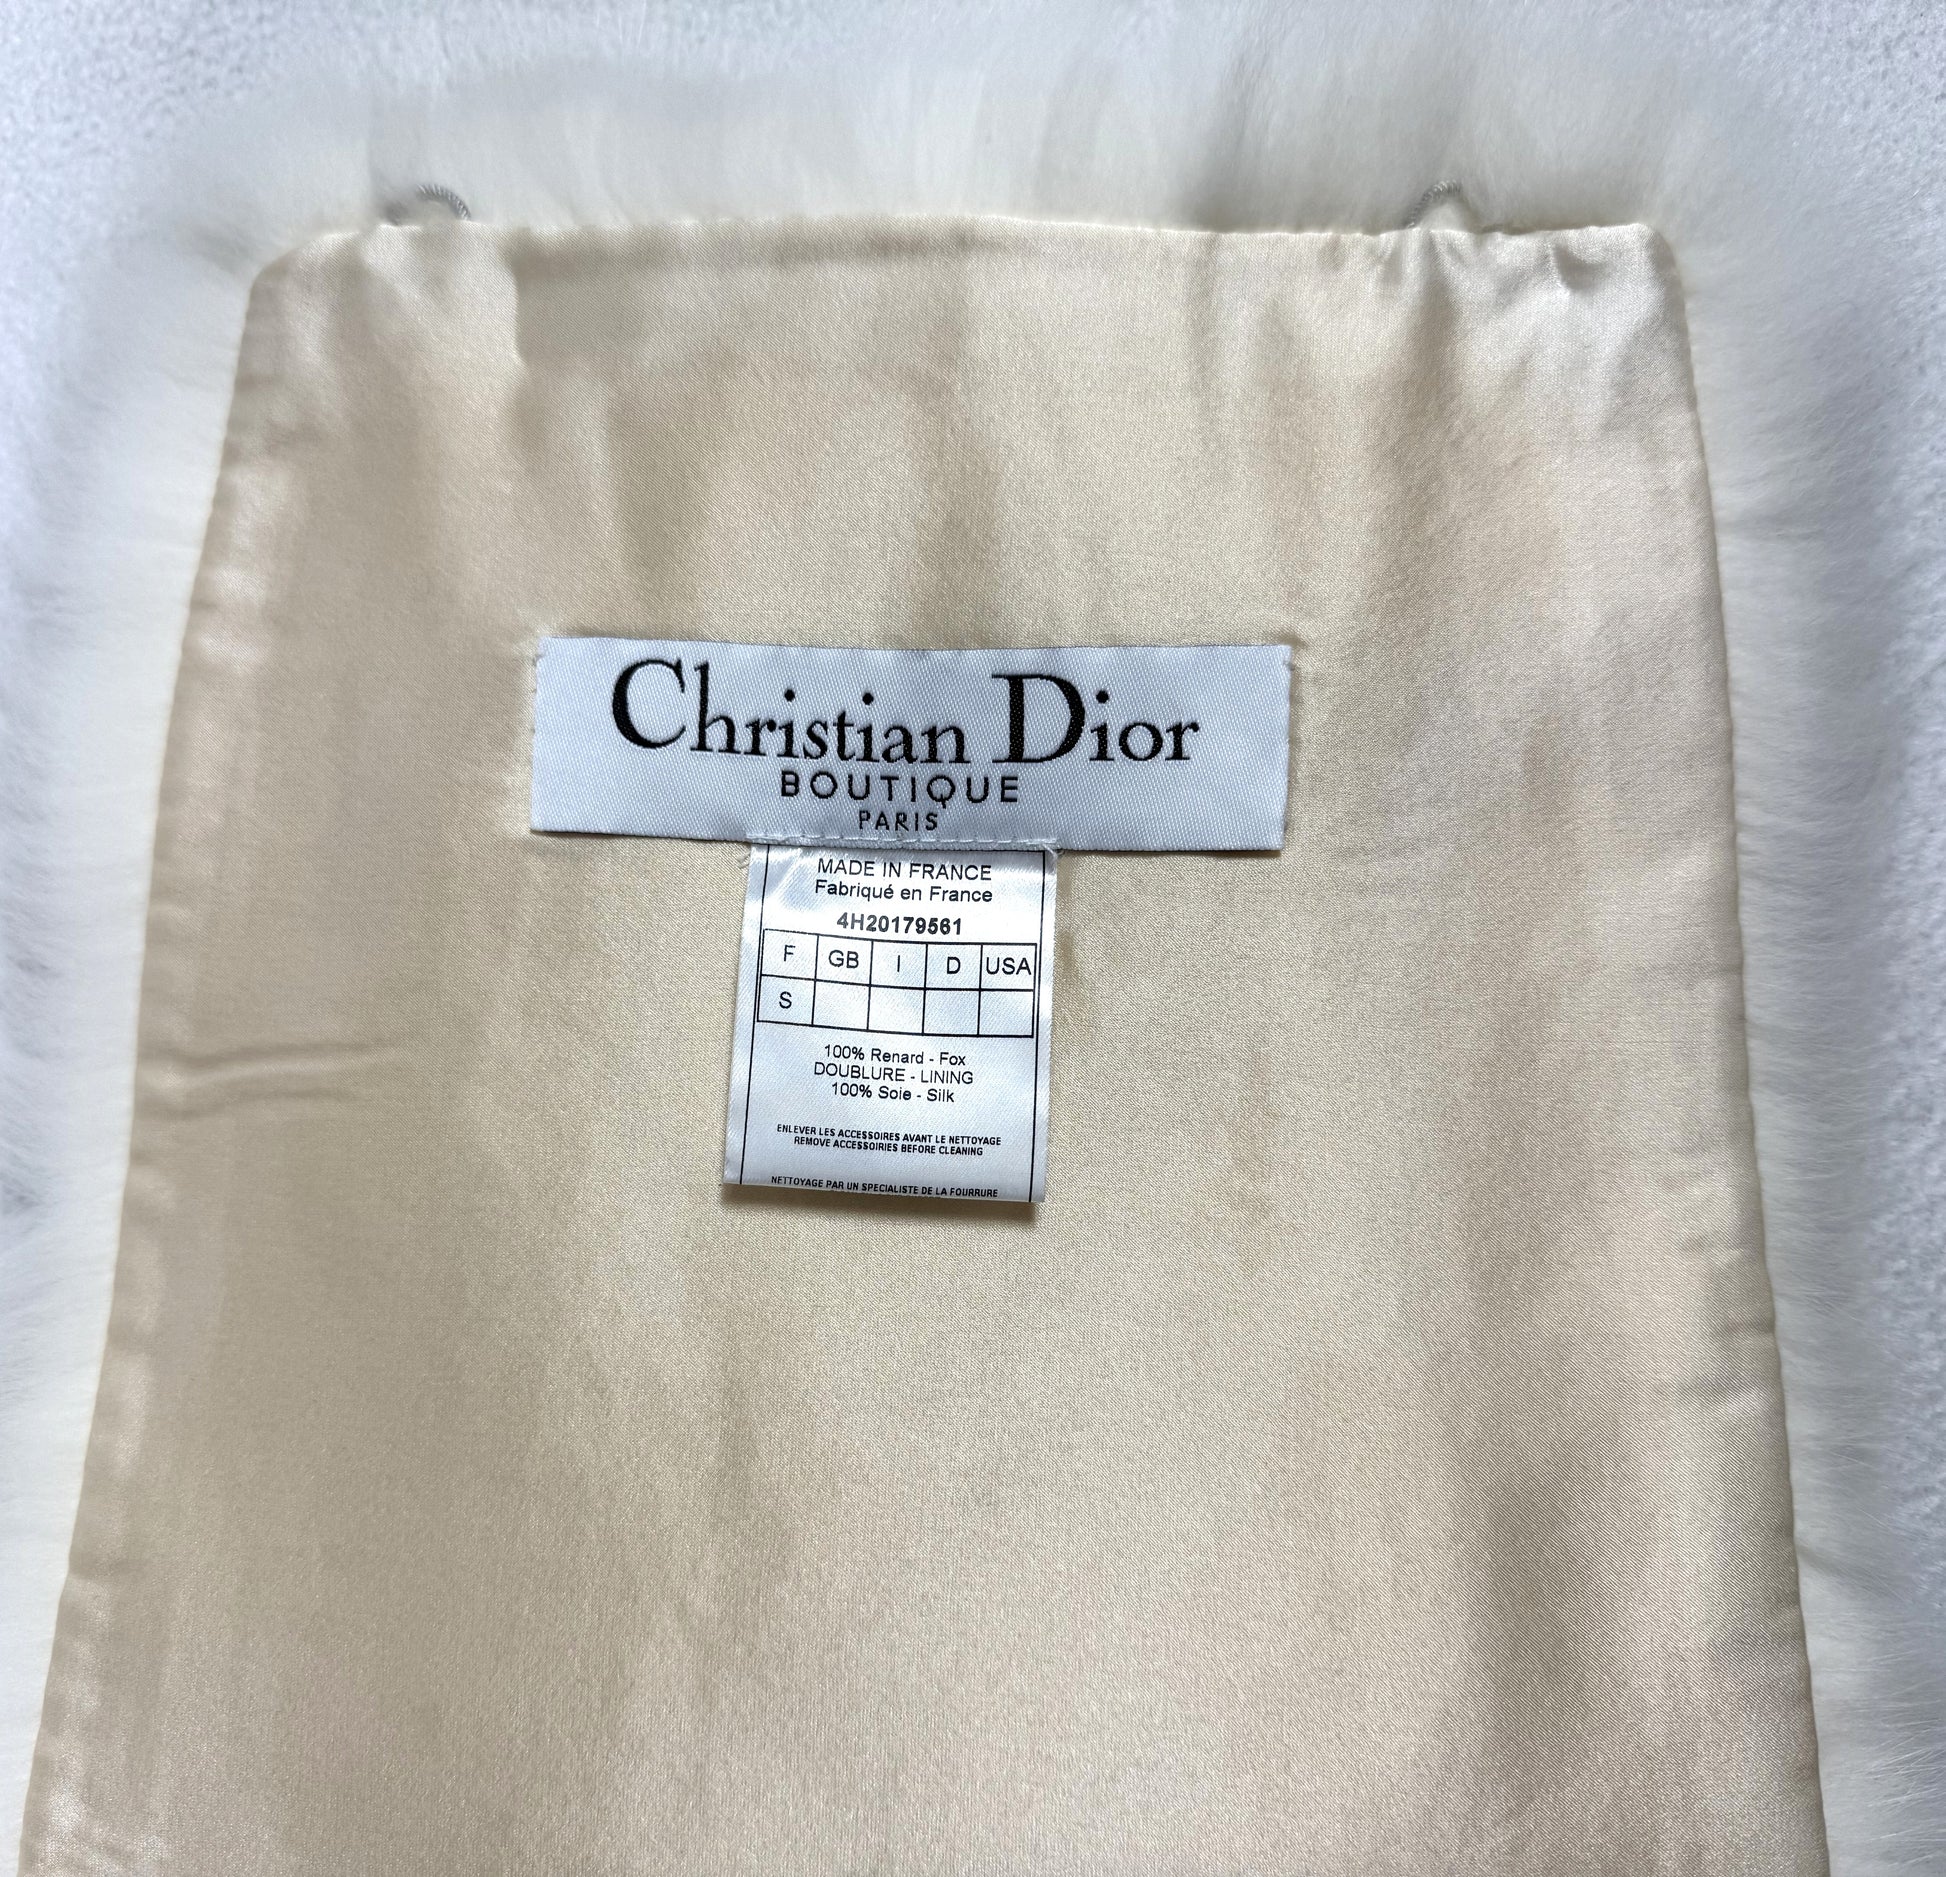 Christian Dior
BOUTIQUE
PARIS
MADE IN FRANCE
Fabriqué en France
4H20179561
F GB I D USA
S
100% Renard - Fox
DOUBLURE - LINING
100% Soie - Silk
ENLEVER LES ACCESSOIRES AVANT LE NETTOYAGE
REMOVE ACCESSOIRIES BEFORE CLEANING
NETTOYAGE PAR UN SPECIALISTE DE LA FOURRURE